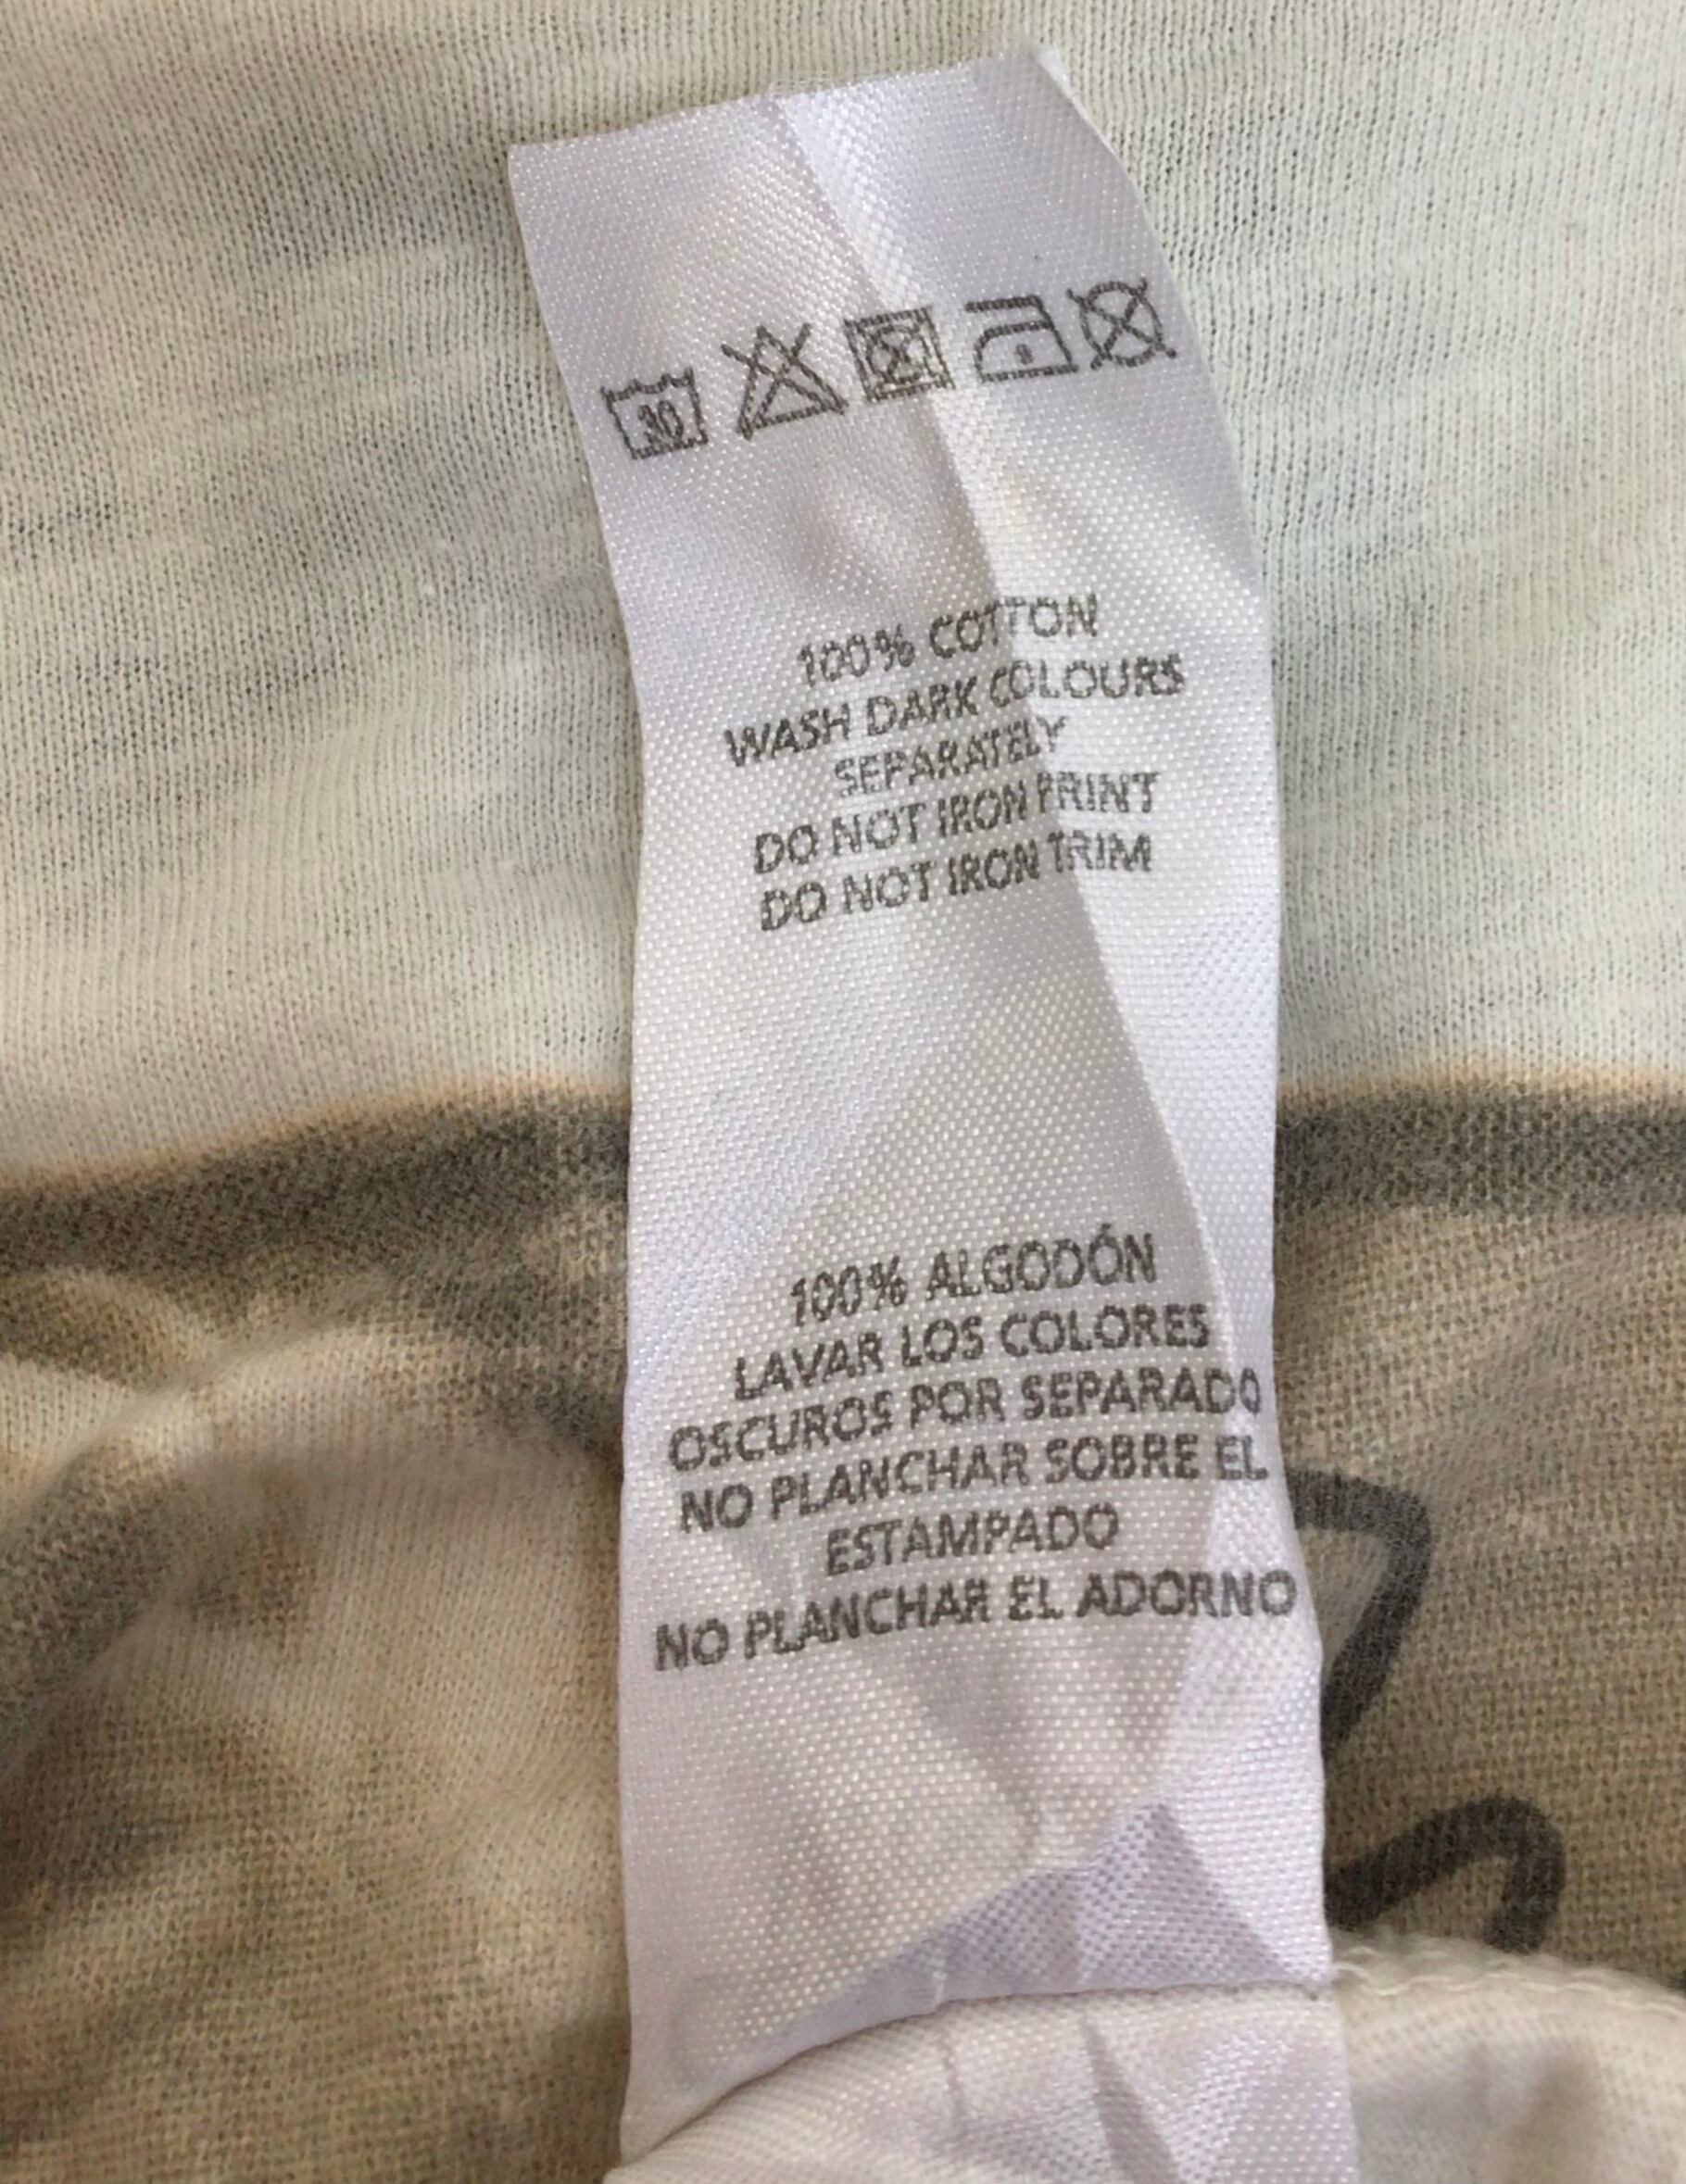 30
100% COTTON
WASH DARK COLOURS
SEPARATELY
DO NOT IRON PRINT
DO NOT IRON TRIM
100% ALGODÓN
LAVAR LOS COLORES
OSCUROS POR SEPARADO
NO PLANCHAR SOBRE EL
ESTAMPADO
NO PLANCHAR EL ADORNO